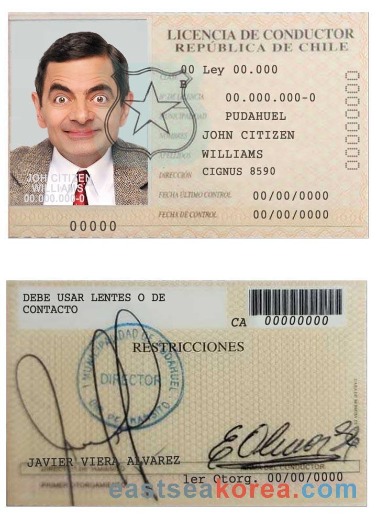 LICENCIA DE CONDUCTOR
REPÚBLICA DE CHILE
00 Ley 00.000
00.000.000-0
PUDAHUEL
JOHN CITIZEN
WILLIAMS
DIRECCIÓN CIGNUS 8590
FECHA ÚLTIMO CONTROL 00/00/0000
FECHA DE CONTROL 00/00/0000
JOHN CITIZEN
WILLIAMS
00.000.000-0
00000
DEBE USAR LENTES O DE
CONTACTO
CA 00000000
RESTRICCIONES
MUNICIPALIDAD DE PUDAHUEL
DIRECTOR
JAVIER VIERA ALVAREZ
1er Otorg. 00/00/0000
eastseakorea.com